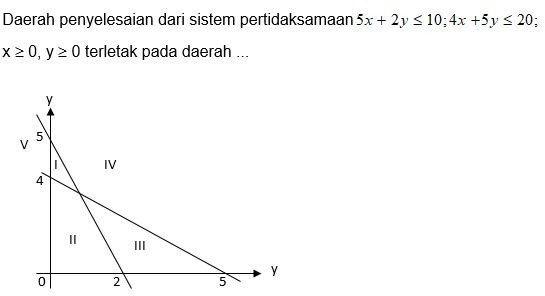 Daerah penyelesaian dari sistem pertidaksamaan 5x + 2y ≤ 10; 4x +5y ≤ 20;
x ≥ 0, y ≥ 0 terletak pada daerah ...
y
5
V
I
IV
4
II
III
y
0
2
5